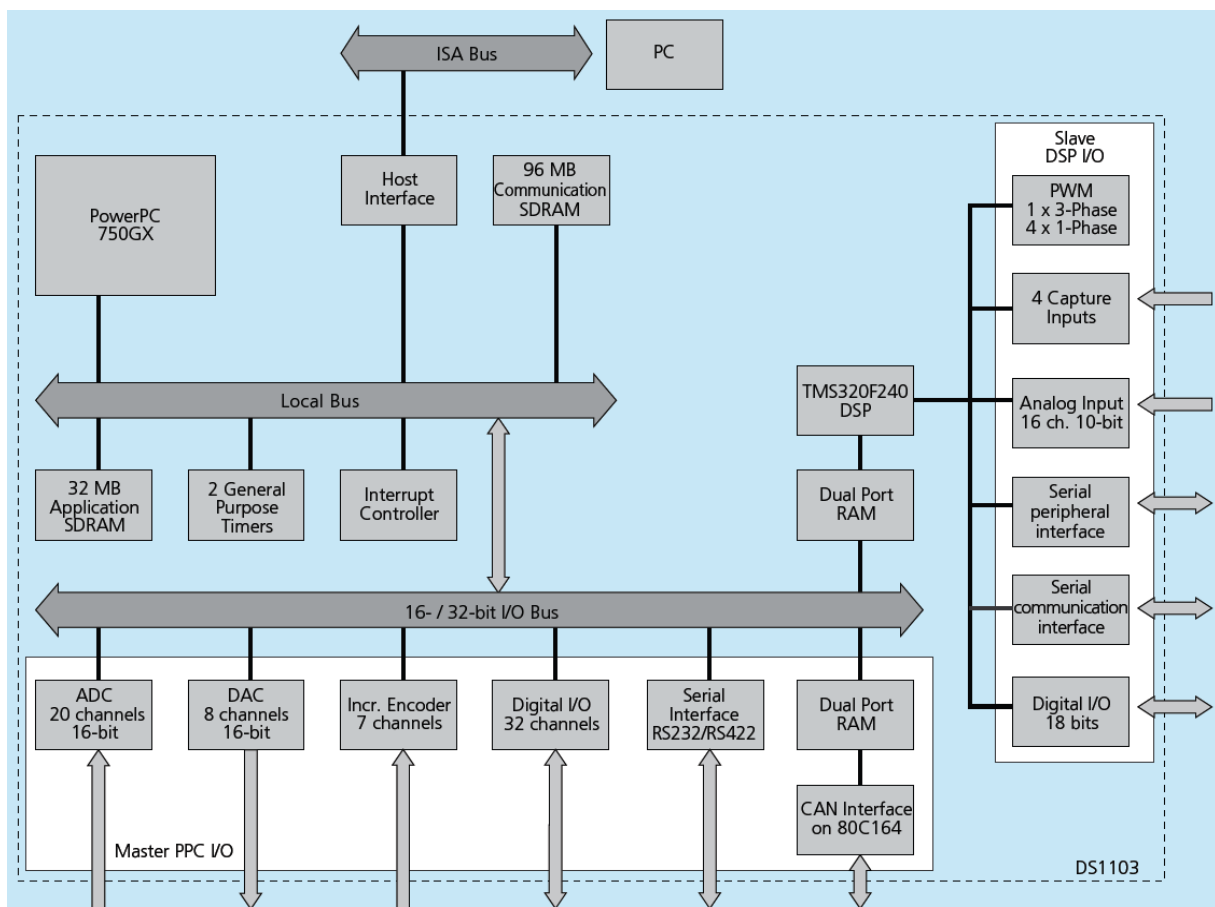 ISA Bus
PC
PowerPC
750GX
Host
Interface
96 MB
Communication
SDRAM
Local Bus
32 MB
Application
SDRAM
2 General
Purpose
Timers
Interrupt
Controller
TMS320F240
DSP
Dual Port
RAM
Slave
DSP I/O
PWM
1 x 3-Phase
4 x 1-Phase
4 Capture
Inputs
Analog Input
16 ch. 10-bit
Serial
peripheral
interface
Serial
communication
interface
Digital I/O
18 bits
16- / 32-bit I/O Bus
ADC
20 channels
16-bit
DAC
8 channels
16-bit
Incr. Encoder
7 channels
Digital I/O
32 channels
Serial
Interface
RS232/RS422
Dual Port
RAM
CAN Interface
on 80C164
Master PPC I/O
DS1103